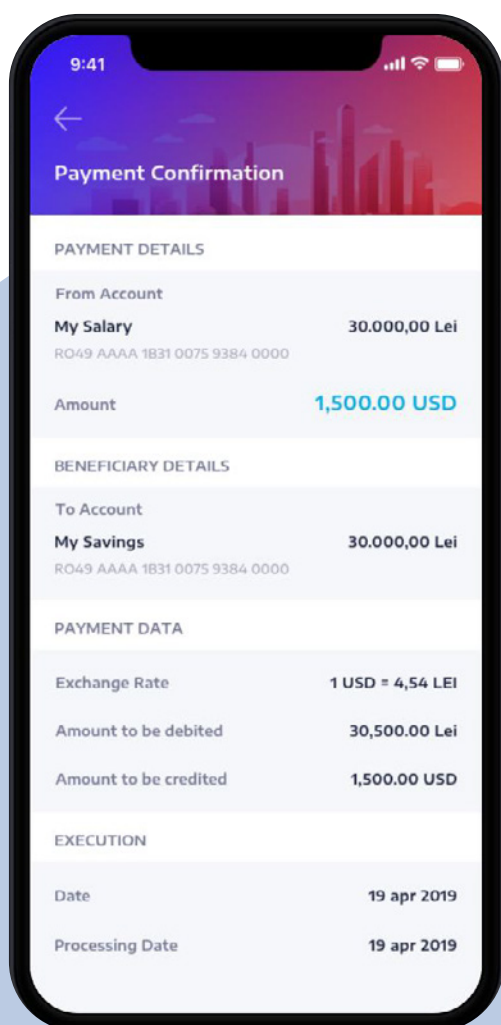 9:41
Payment Confirmation
PAYMENT DETAILS
From Account
My Salary 30.000,00 Lei
RO49 AAAA 1B31 0075 9384 0000
Amount 1,500.00 USD
BENEFICIARY DETAILS
To Account
My Savings 30.000,00 Lei
RO49 AAAA 1B31 0075 9384 0000
PAYMENT DATA
Exchange Rate 1 USD = 4,54 LEI
Amount to be debited 30,500.00 Lei
Amount to be credited 1,500.00 USD
EXECUTION
Date 19 apr 2019
Processing Date 19 apr 2019